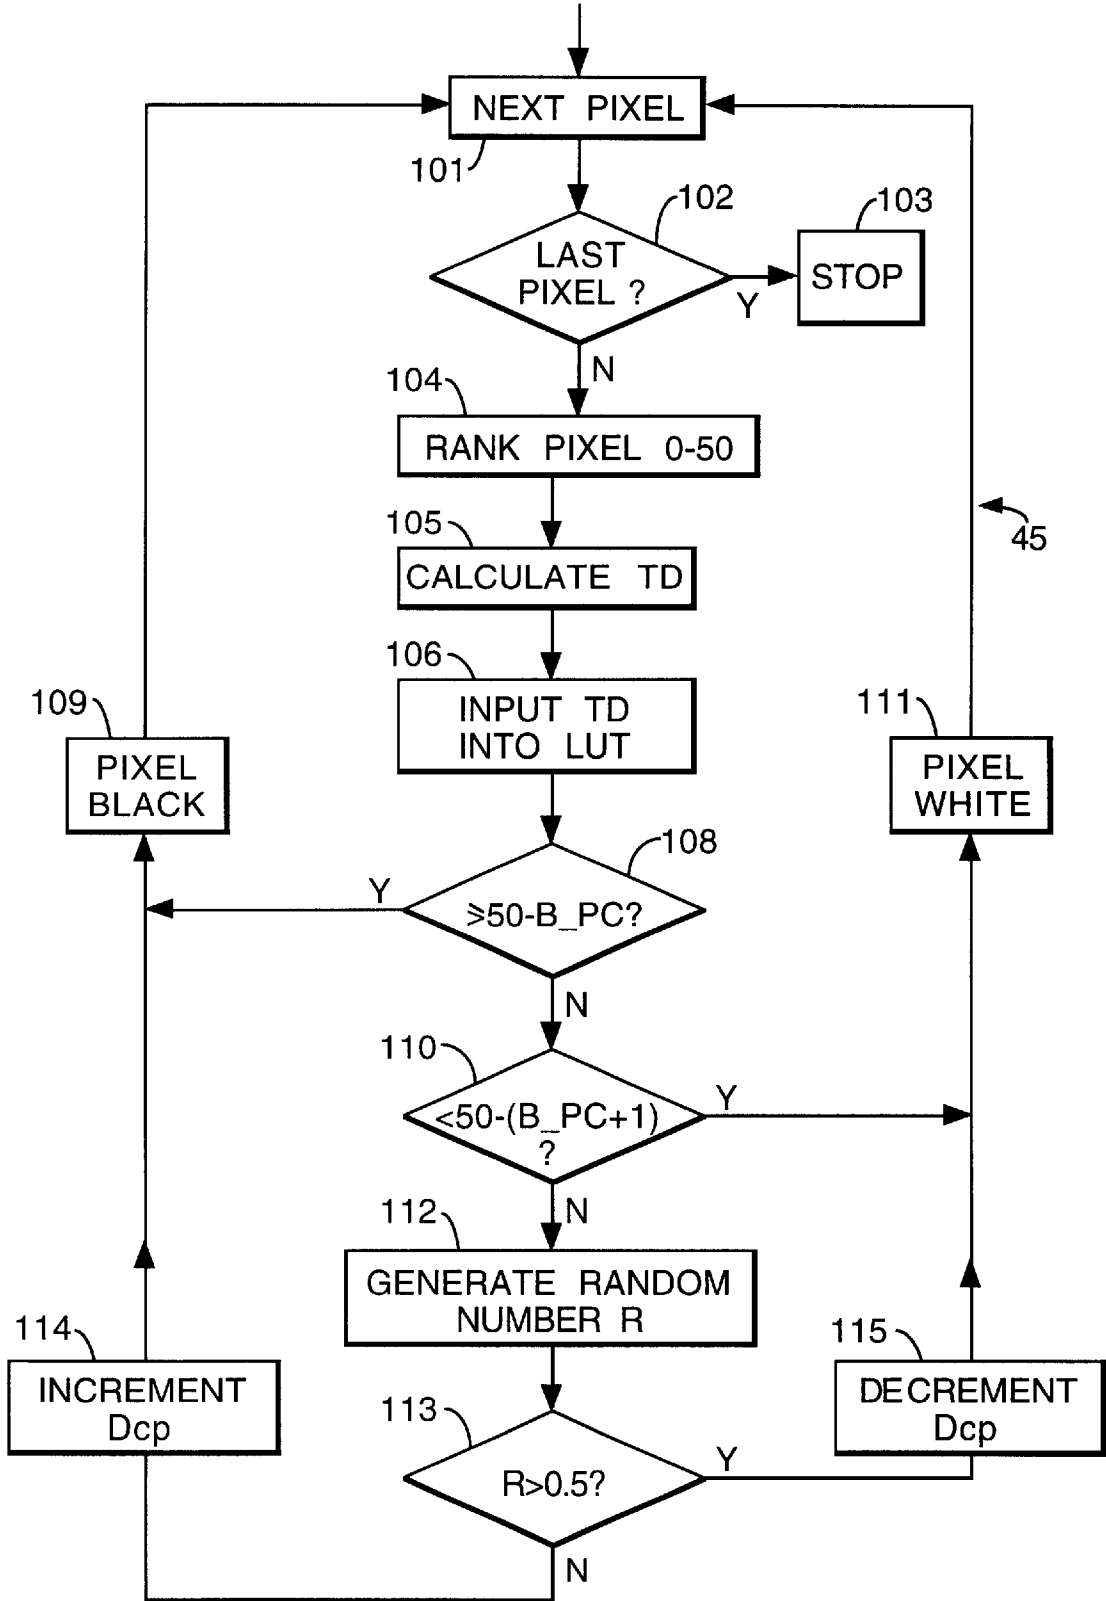 NEXT PIXEL
101
102
103
LAST
PIXEL ?
STOP
Y
N
104
RANK PIXEL 0-50
105
45
CALCULATE TD
106
109
111
INPUT TD
INTO LUT
PIXEL
BLACK
PIXEL
WHITE
108
Y
≥50-B_PC?
N
110
Y
<50-(B_PC+1)
?
N
112
GENERATE RANDOM
NUMBER R
114
115
INCREMENT
Dcp
DECREMENT
Dcp
113
Y
R>0.5?
N